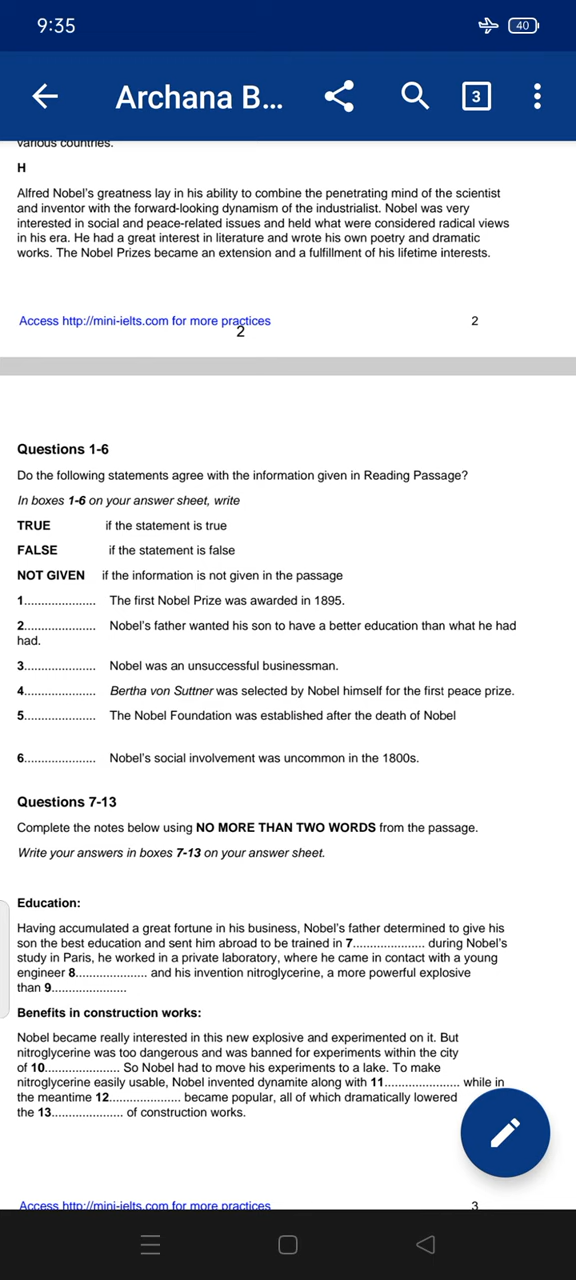 9:35
40
Archana B...
3
various countries.
H
Alfred Nobel's greatness lay in his ability to combine the penetrating mind of the scientist
and inventor with the forward-looking dynamism of the industrialist. Nobel was very
interested in social and peace-related issues and held what were considered radical views
in his era. He had a great interest in literature and wrote his own poetry and dramatic
works. The Nobel Prizes became an extension and a fulfillment of his lifetime interests.
Access http://mini-ielts.com for more practices
2
2
Questions 1-6
Do the following statements agree with the information given in Reading Passage?
In boxes 1-6 on your answer sheet, write
TRUE if the statement is true
FALSE if the statement is false
NOT GIVEN if the information is not given in the passage
1.................... The first Nobel Prize was awarded in 1895.
2.................... Nobel's father wanted his son to have a better education than what he had
had.
3.................... Nobel was an unsuccessful businessman.
4.................... Bertha von Suttner was selected by Nobel himself for the first peace prize.
5.................... The Nobel Foundation was established after the death of Nobel
6.................... Nobel's social involvement was uncommon in the 1800s.
Questions 7-13
Complete the notes below using NO MORE THAN TWO WORDS from the passage.
Write your answers in boxes 7-13 on your answer sheet.
Education:
Having accumulated a great fortune in his business, Nobel's father determined to give his
son the best education and sent him abroad to be trained in 7.................... during Nobel's
study in Paris, he worked in a private laboratory, where he came in contact with a young
engineer 8.................... and his invention nitroglycerine, a more powerful explosive
than 9.....................
Benefits in construction works:
Nobel became really interested in this new explosive and experimented on it. But
nitroglycerine was too dangerous and was banned for experiments within the city
of 10..................... So Nobel had to move his experiments to a lake. To make
nitroglycerine easily usable, Nobel invented dynamite along with 11..................... while in
the meantime 12.................... became popular, all of which dramatically lowered
the 13.................... of construction works.
Access http://mini-ielts.com for more practices
3